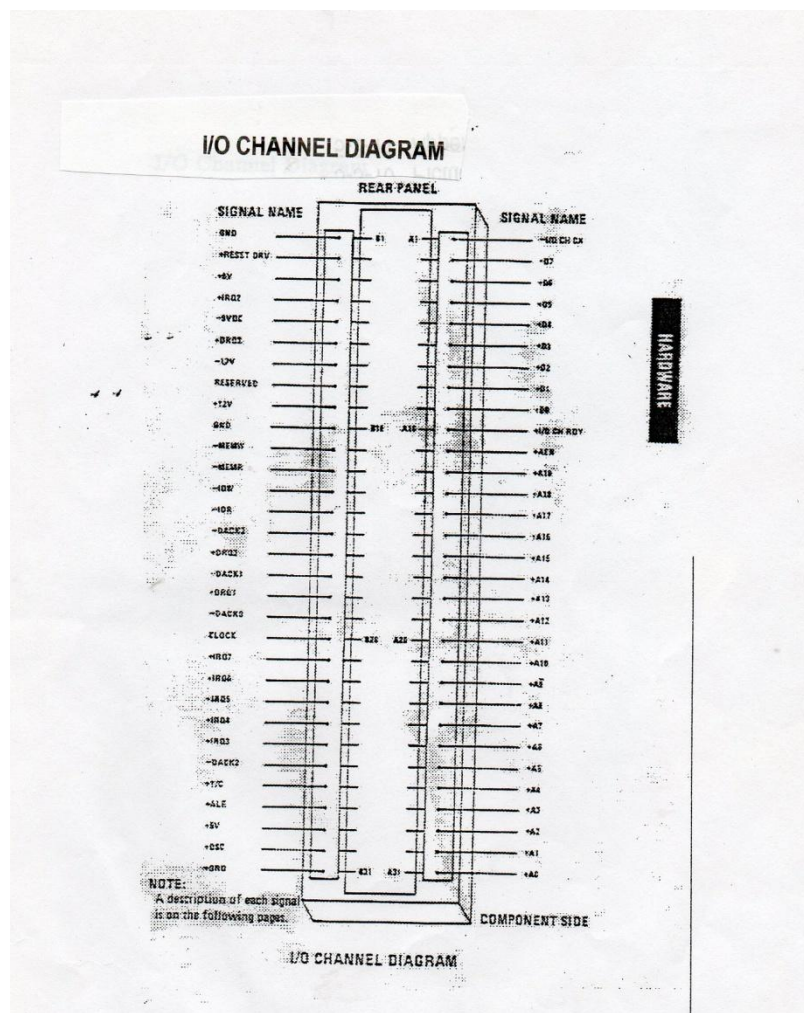 I/O CHANNEL DIAGRAM
REAR PANEL
SIGNAL NAME
SIGNAL NAME
GND
B1
A1
-I/O CH CK
+RESET DRV
+D7
+5V
+D6
+IRQ2
+D5
-5VDC
+D4
+DRQ2
+D3
-12V
+D2
RESERVED
+D1
+12V
+D0
GND
B10
A10
+I/O CH RDY
-MEMW
+AEN
-MEMR
+A19
-IOW
+A18
-IOR
+A17
-DACK3
+A16
+DRQ3
+A15
-DACK1
+A14
+DRQ1
+A13
-DACK0
+A12
CLOCK
B20
A20
+A11
+IRQ7
+A10
+IRQ6
+A9
+IRQ5
+A8
+IRQ4
+A7
+IRQ3
+A6
-DACK2
+A5
+T/C
+A4
+ALE
+A3
+5V
+A2
+OSC
+A1
+GND
B31
A31
+A0
HARDWARE
NOTE:
A description of each signal
is on the following pages.
COMPONENT SIDE
I/O CHANNEL DIAGRAM